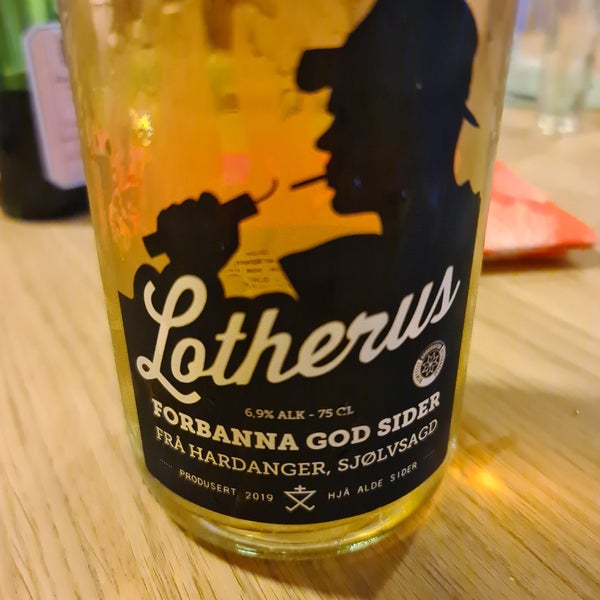 Lotherus
6,9% ALK - 75 CL
FORBANNA GOD SIDER
FRÅ HARDANGER, SJØLVSAGD
PRODUSERT 2019 HJÅ ALDE SIDER